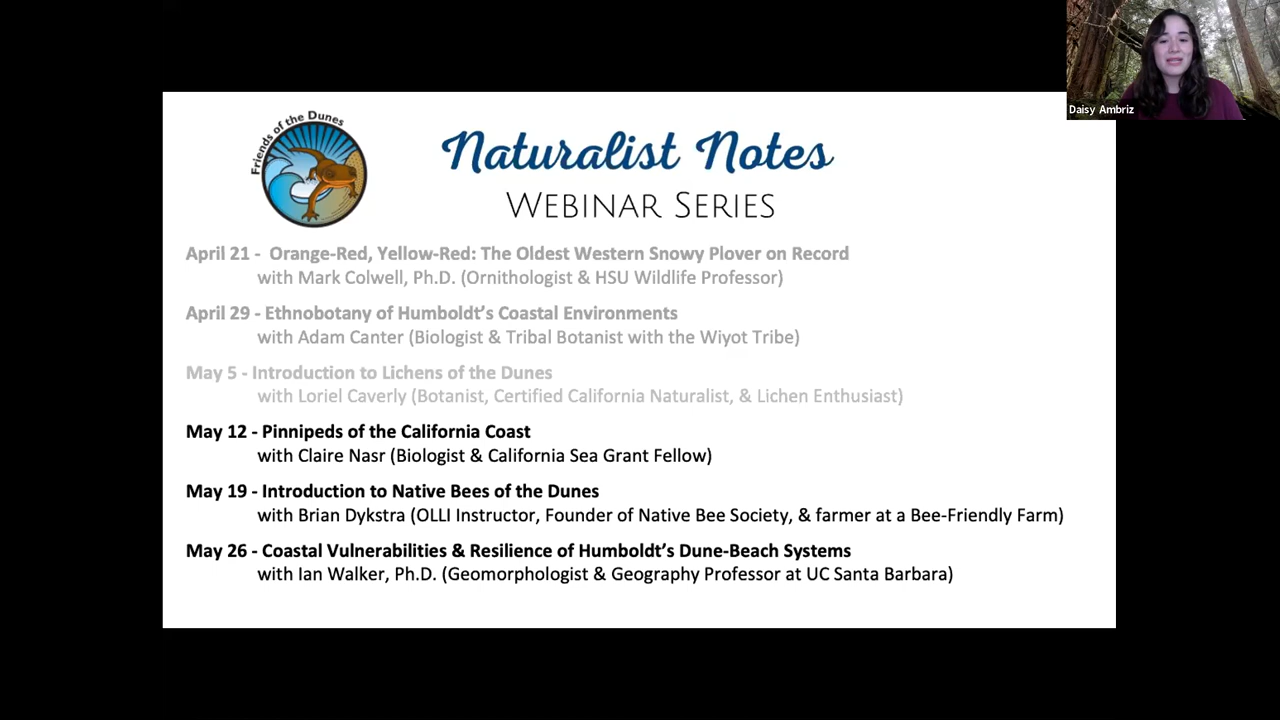 Daisy Ambriz
Friends of the Dunes
Naturalist Notes
WEBINAR SERIES
April 21 - Orange-Red, Yellow-Red: The Oldest Western Snowy Plover on Record
with Mark Colwell, Ph.D. (Ornithologist & HSU Wildlife Professor)
April 29 - Ethnobotany of Humboldt's Coastal Environments
with Adam Canter (Biologist & Tribal Botanist with the Wiyot Tribe)
May 5 - Introduction to Lichens of the Dunes
with Loriel Caverly (Botanist, Certified California Naturalist, & Lichen Enthusiast)
May 12 - Pinnipeds of the California Coast
with Claire Nasr (Biologist & California Sea Grant Fellow)
May 19 - Introduction to Native Bees of the Dunes
with Brian Dykstra (OLLI Instructor, Founder of Native Bee Society, & farmer at a Bee-Friendly Farm)
May 26 - Coastal Vulnerabilities & Resilience of Humboldt's Dune-Beach Systems
with Ian Walker, Ph.D. (Geomorphologist & Geography Professor at UC Santa Barbara)